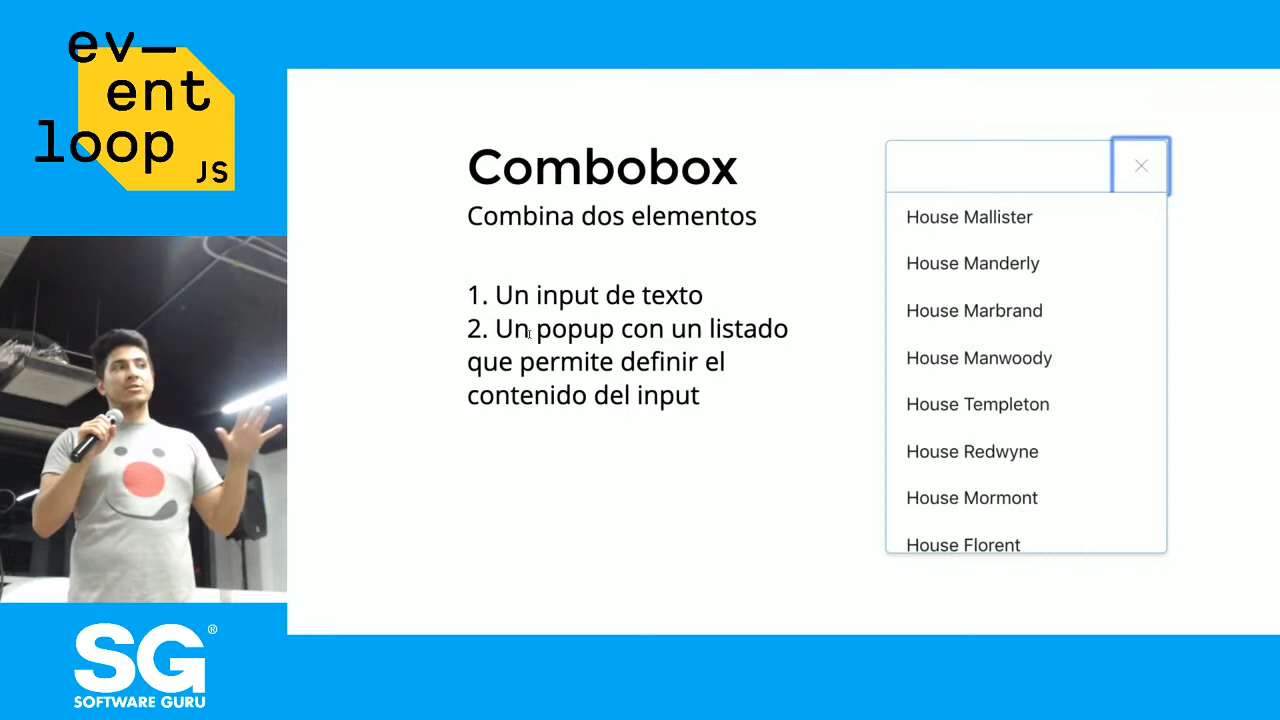 ev—
ent
loop
JS
Combobox
Combina dos elementos
1. Un input de texto
2. Un popup con un listado
que permite definir el
contenido del input
House Mallister
House Manderly
House Marbrand
House Manwoody
House Templeton
House Redwyne
House Mormont
House Florent
SG®
SOFTWARE GURU